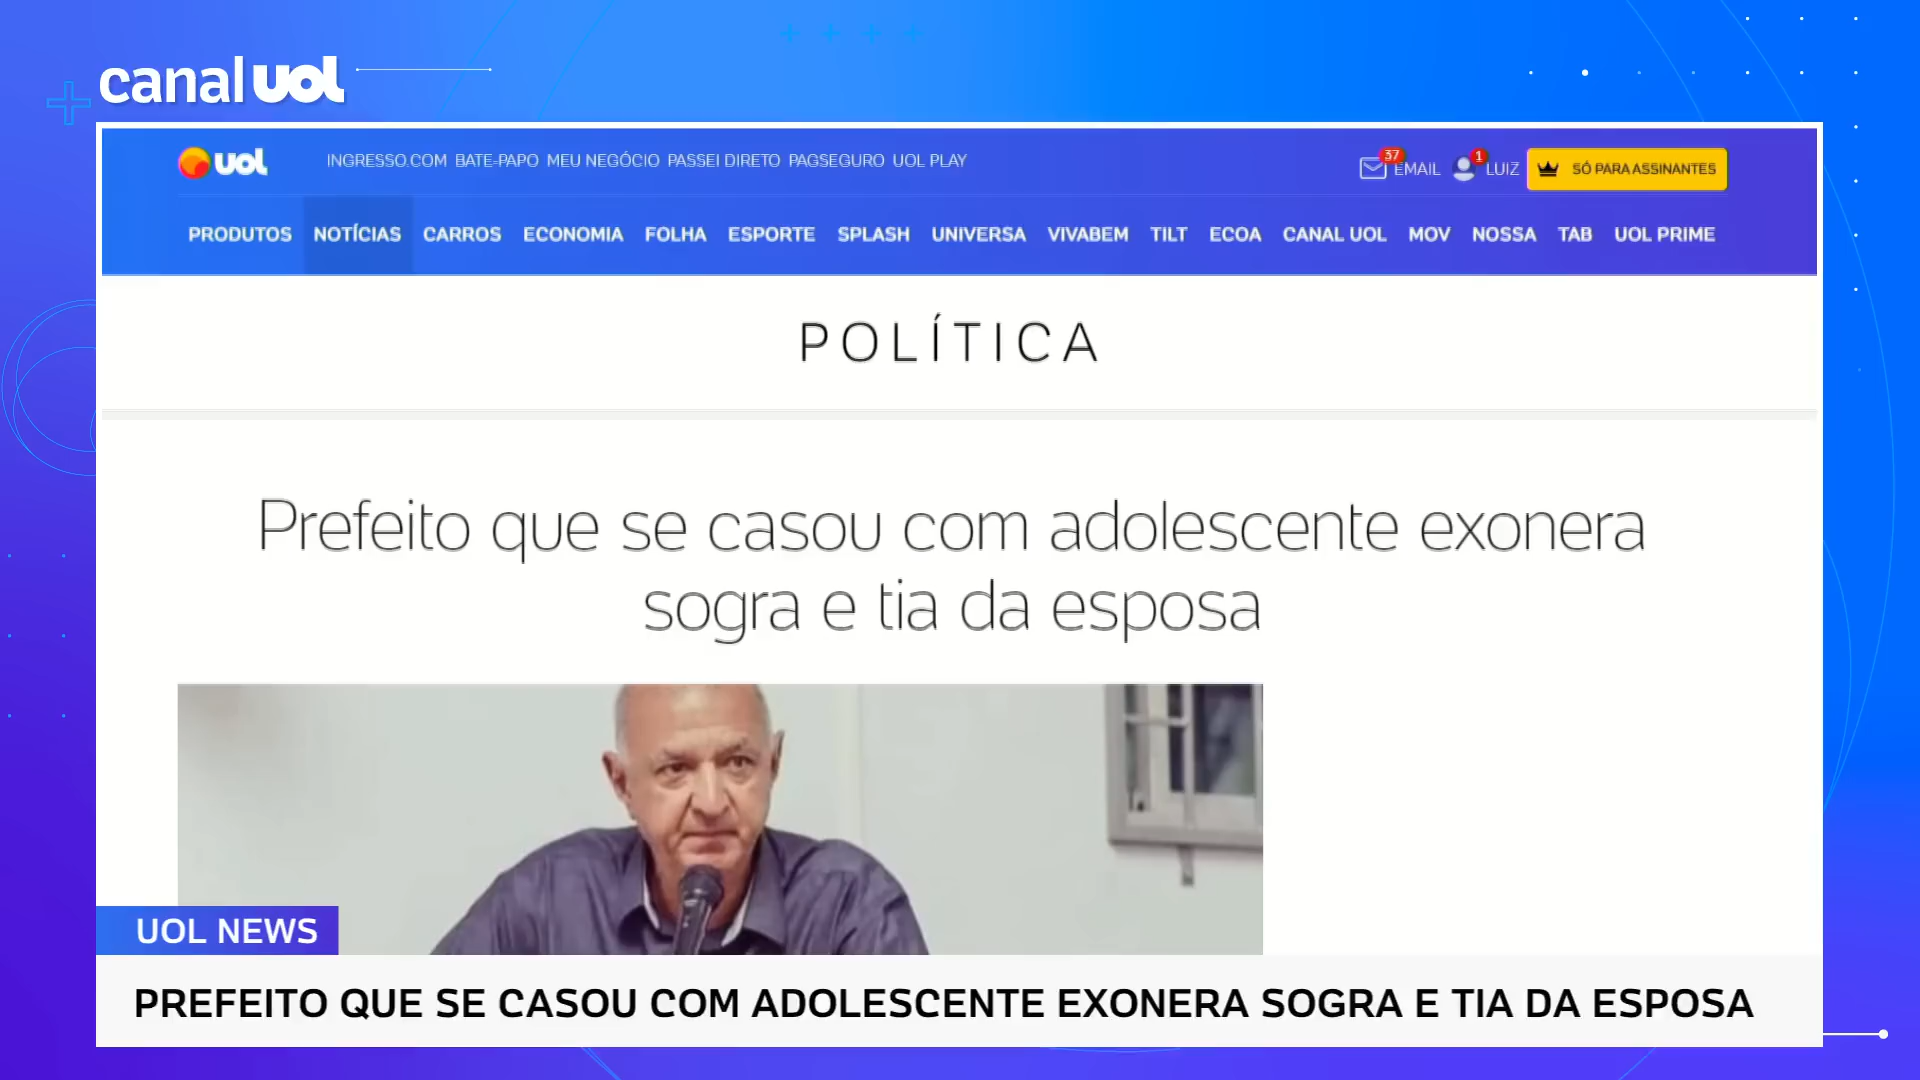 canal uol
uol
INGRESSO.COM BATE-PAPO MEU NEGÓCIO PASSEI DIRETO PAGSEGURO UOL PLAY
37 EMAIL 1 LUIZ SÓ PARA ASSINANTES
PRODUTOS NOTÍCIAS CARROS ECONOMIA FOLHA ESPORTE SPLASH UNIVERSA VIVABEM TILT ECOA CANAL UOL MOV NOSSA TAB UOL PRIME
POLÍTICA
Prefeito que se casou com adolescente exonera
sogra e tia da esposa
UOL NEWS
PREFEITO QUE SE CASOU COM ADOLESCENTE EXONERA SOGRA E TIA DA ESPOSA